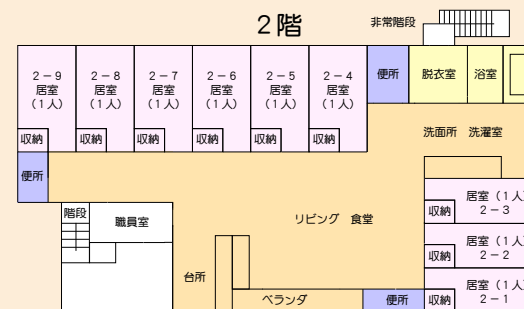 2階
非常階段
2-9
居室
(1人)
2-8
居室
(1人)
2-7
居室
(1人)
2-6
居室
(1人)
2-5
居室
(1人)
2-4
居室
(1人)
便所
脱衣室
浴室
収納
収納
収納
収納
収納
収納
洗面所 洗濯室
便所
居室(1人)
2-3
収納
階段
職員室
リビング 食堂
居室(1人)
2-2
収納
台所
居室(1人)
2-1
収納
ベランダ
便所